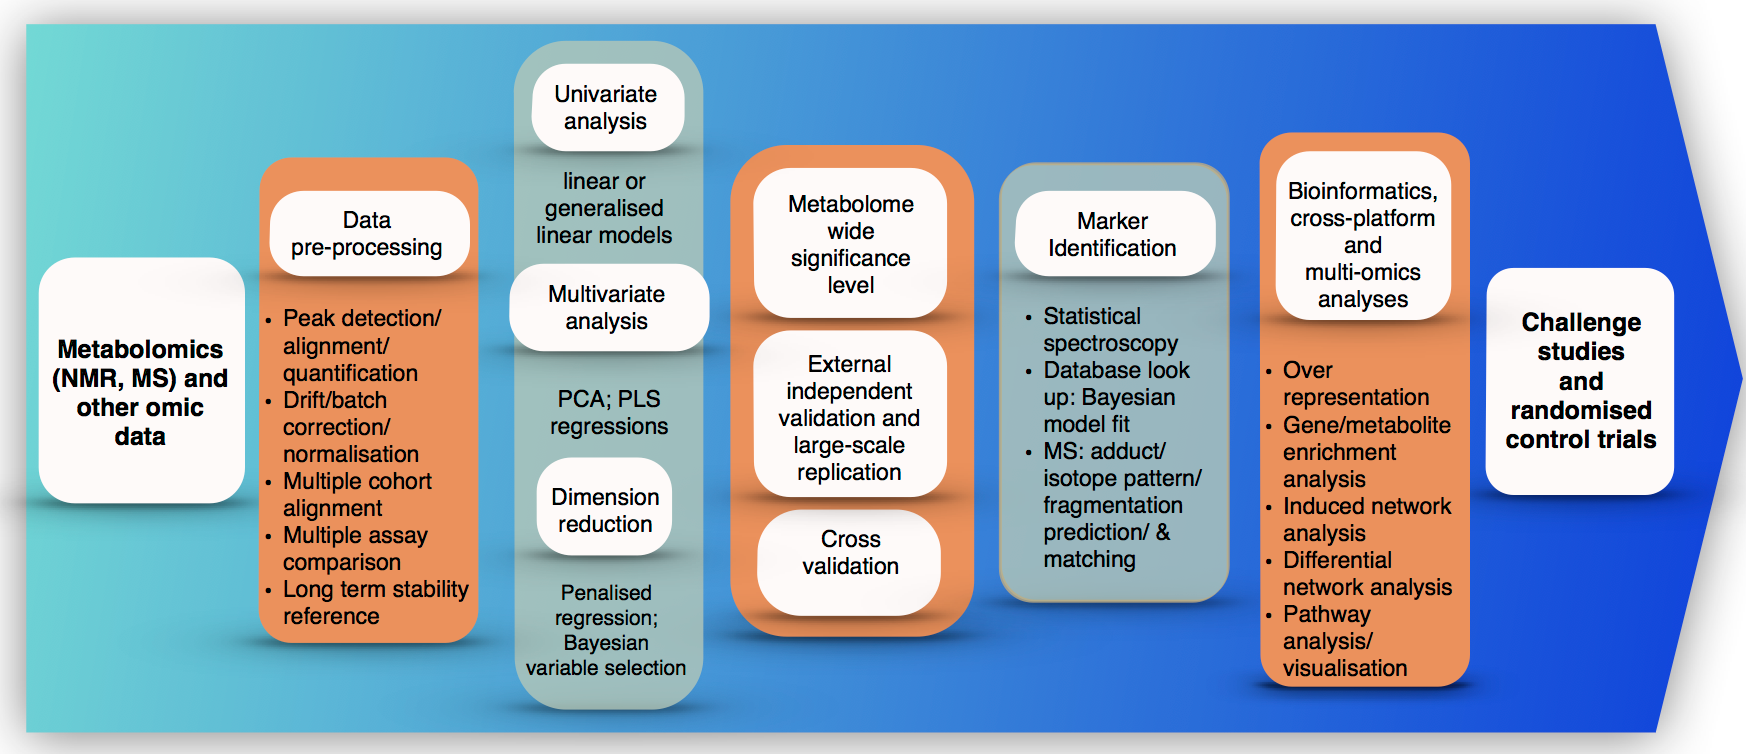 Metabolomics
(NMR, MS) and
other omic
data
Data
pre-processing
• Peak detection/
alignment/
quantification
• Drift/batch
correction/
normalisation
• Multiple cohort
alignment
• Multiple assay
comparison
• Long term stability
reference
Univariate
analysis
linear or
generalised
linear models
Multivariate
analysis
PCA; PLS
regressions
Dimension
reduction
Penalised
regression;
Bayesian
variable selection
Metabolome
wide
significance
level
External
independent
validation and
large-scale
replication
Cross
validation
Marker
Identification
• Statistical
spectroscopy
• Database look
up: Bayesian
model fit
• MS: adduct/
isotope pattern/
fragmentation
prediction/ &
matching
Bioinformatics,
cross-platform
and
multi-omics
analyses
• Over
representation
• Gene/metabolite
enrichment
analysis
• Induced network
analysis
• Differential
network analysis
• Pathway
analysis/
visualisation
Challenge
studies
and
randomised
control trials